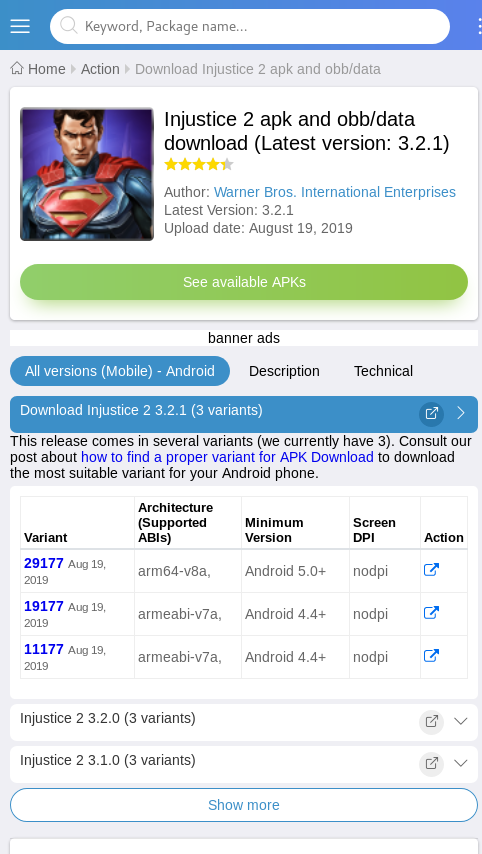 Keyword, Package name...
Home Action Download Injustice 2 apk and obb/data
Injustice 2 apk and obb/data
download (Latest version: 3.2.1)
Author: Warner Bros. International Enterprises
Latest Version: 3.2.1
Upload date: August 19, 2019
See available APKs
banner ads
All versions (Mobile) - Android Description Technical
Download Injustice 2 3.2.1 (3 variants)
This release comes in several variants (we currently have 3). Consult our
post about how to find a proper variant for APK Download to download
the most suitable variant for your Android phone.
Variant Architecture (Supported ABIs) Minimum Version Screen DPI Action
29177 Aug 19, 2019 arm64-v8a, Android 5.0+ nodpi
19177 Aug 19, 2019 armeabi-v7a, Android 4.4+ nodpi
11177 Aug 19, 2019 armeabi-v7a, Android 4.4+ nodpi
Injustice 2 3.2.0 (3 variants)
Injustice 2 3.1.0 (3 variants)
Show more